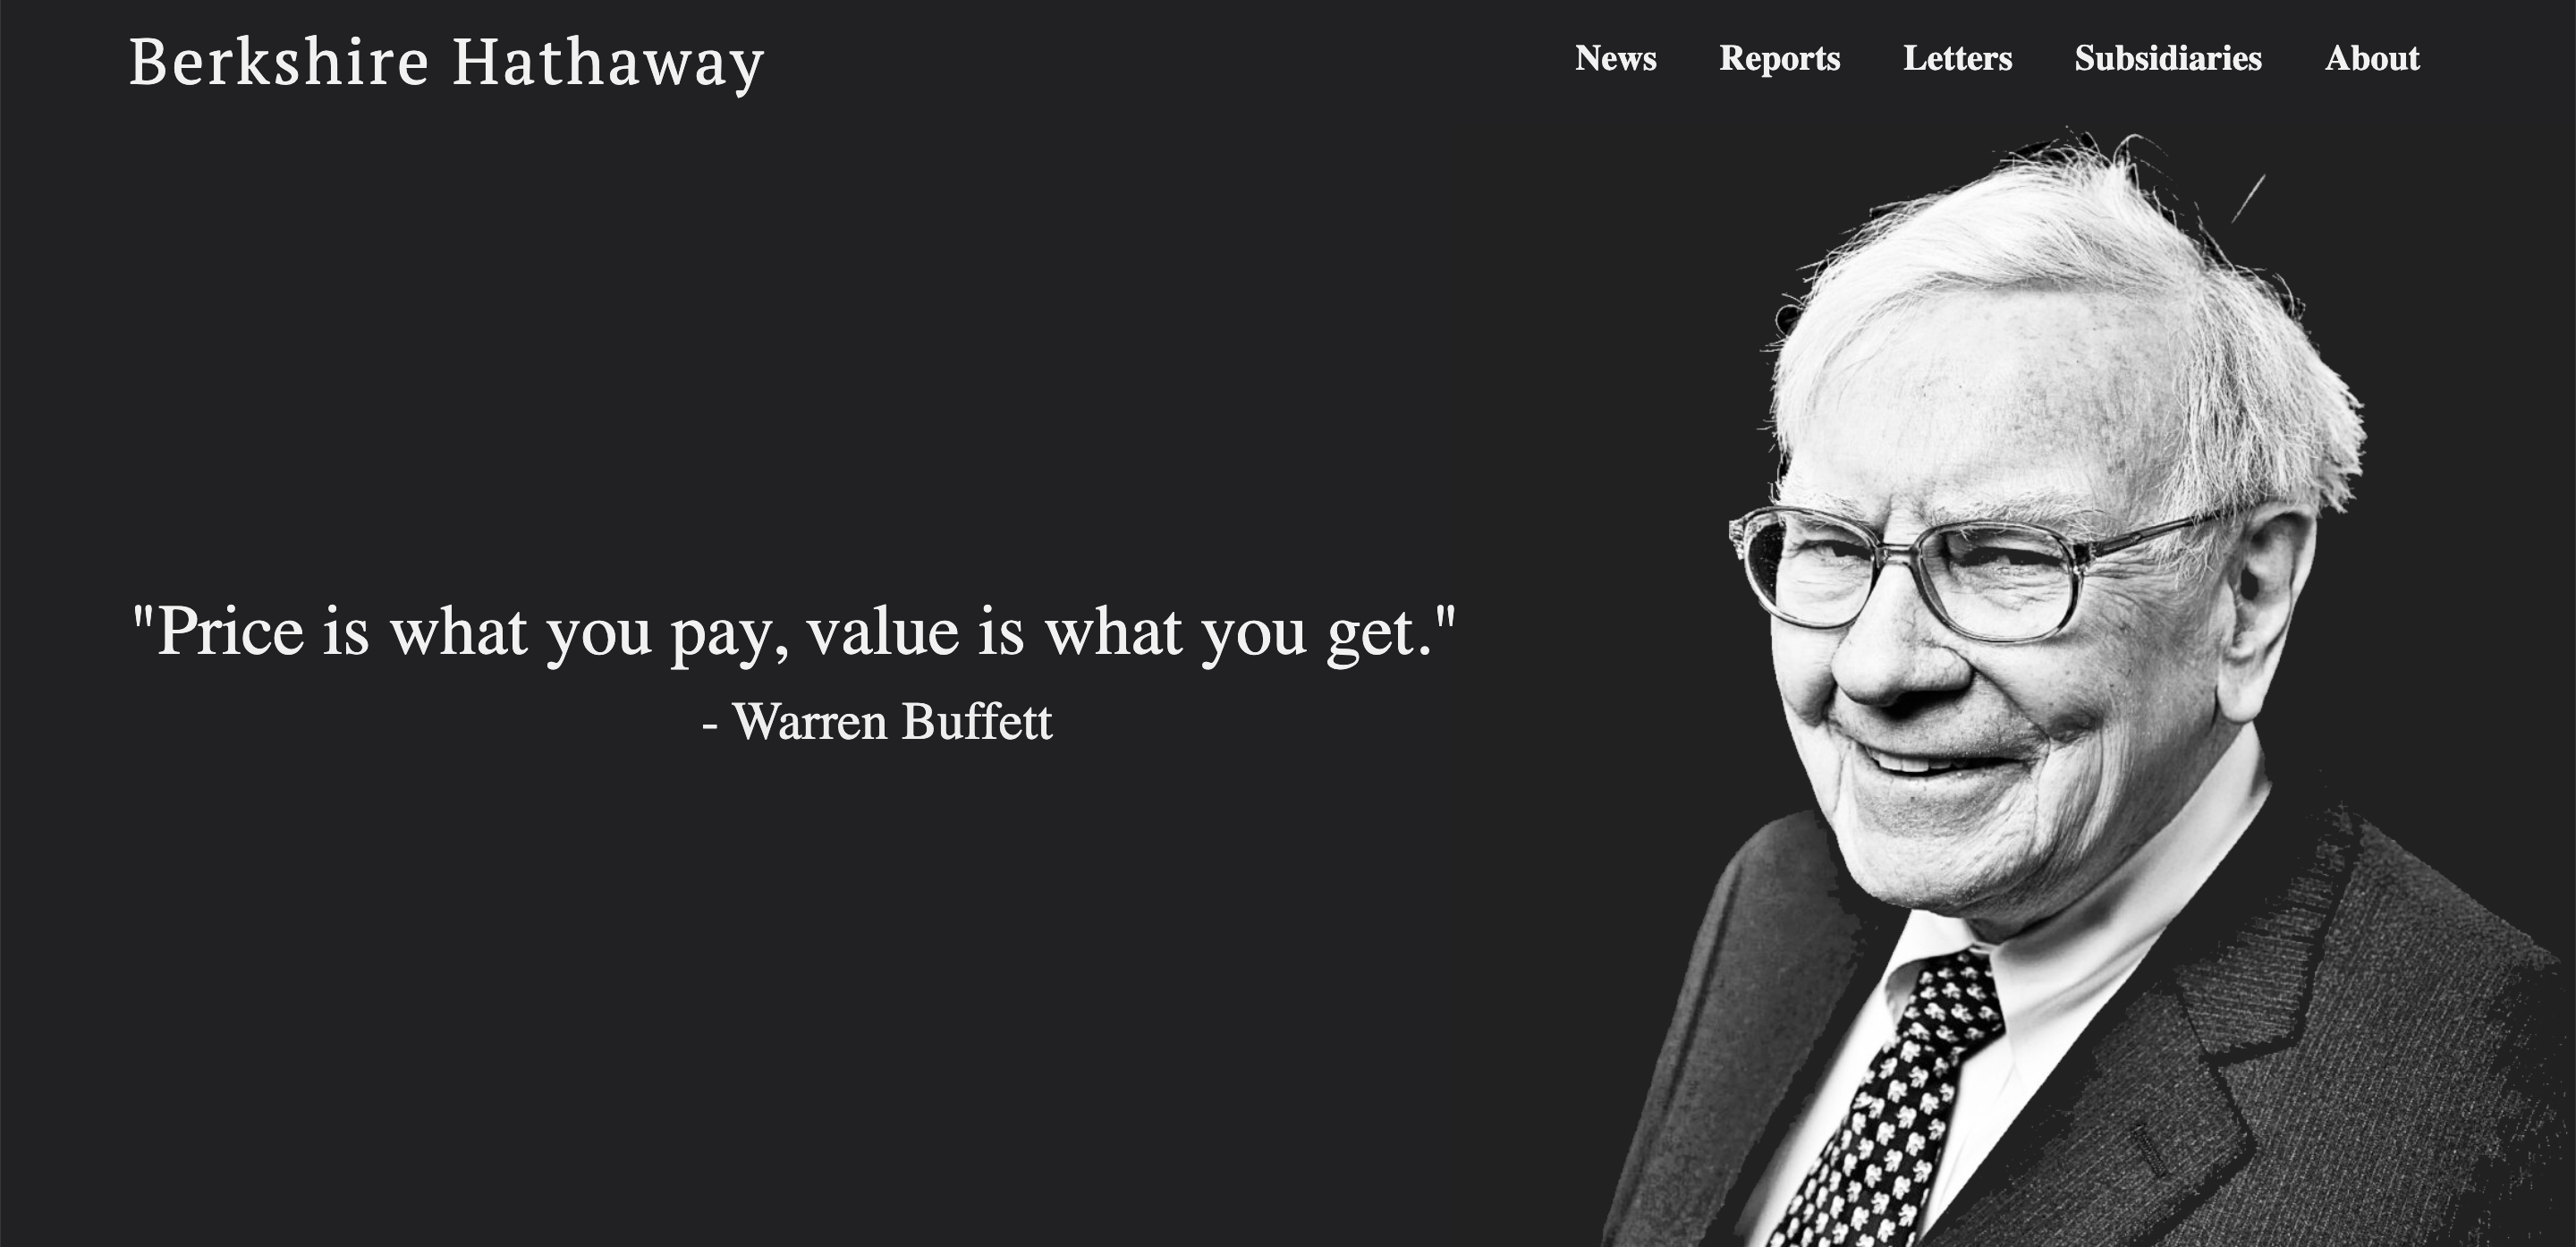 Berkshire Hathaway
News Reports Letters Subsidiaries About
"Price is what you pay, value is what you get."
- Warren Buffett